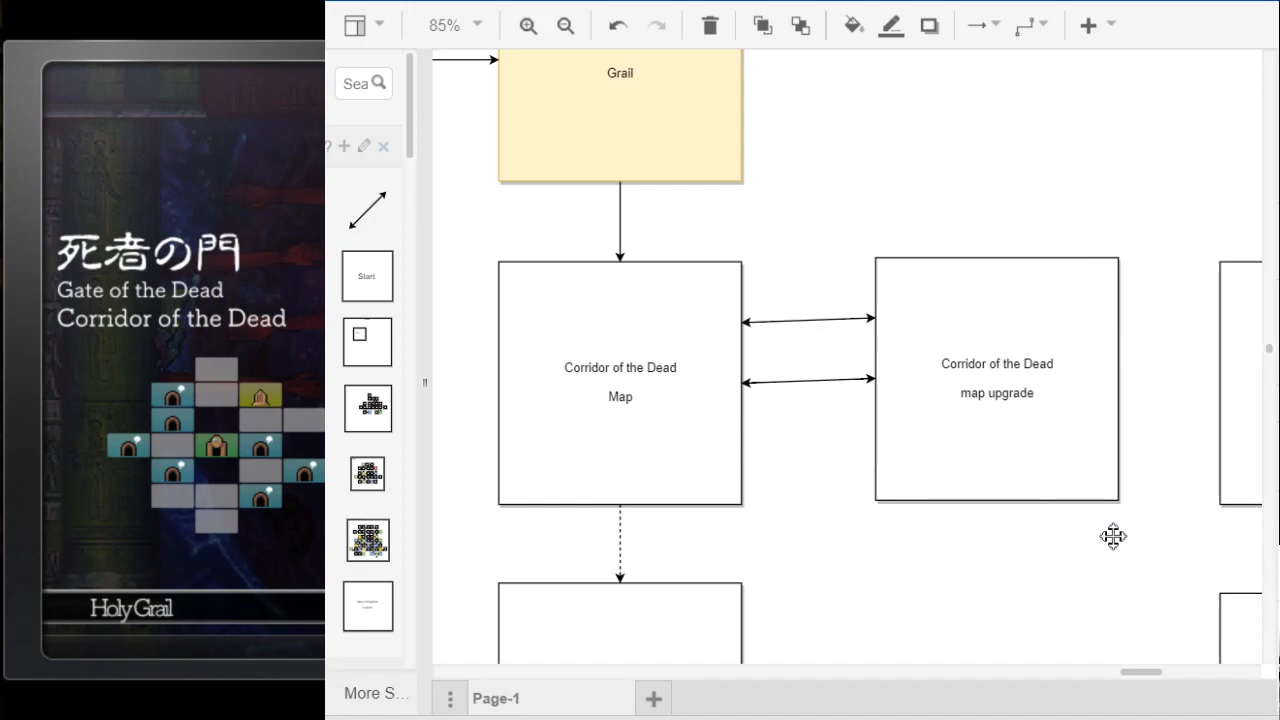 死者の門
Gate of the Dead
Corridor of the Dead
Holy Grail
85%
Sea
?
Start
More S...
Grail
Corridor of the Dead
Map
Corridor of the Dead
map upgrade
Page-1